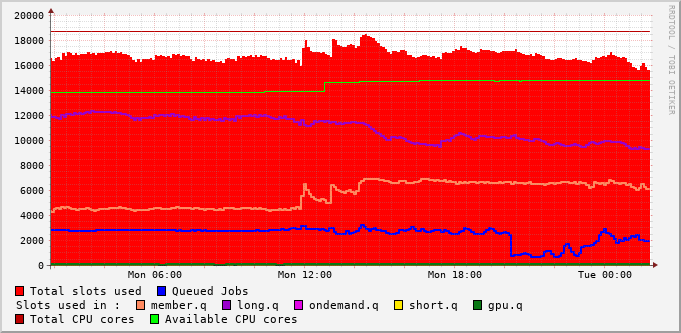 RRDTOOL / TOBI OETIKER
20000
18000
16000
14000
12000
10000
8000
6000
4000
2000
0
Mon 06:00 Mon 12:00 Mon 18:00 Tue 00:00
Total slots used Queued Jobs
Slots used in : member.q long.q ondemand.q short.q gpu.q
Total CPU cores Available CPU cores